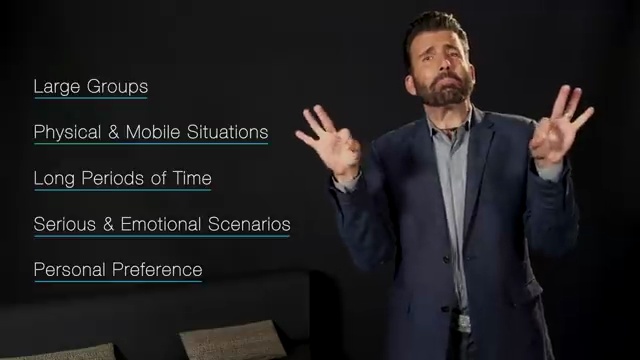 Large Groups
Physical & Mobile Situations
Long Periods of Time
Serious & Emotional Scenarios
Personal Preference